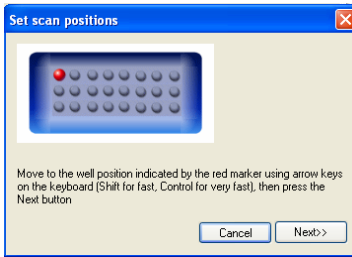 Set scan positions
Move to the well position indicated by the red marker using arrow keys
on the keyboard (Shift for fast, Control for very fast), then press the
Next button
Cancel
Next>>